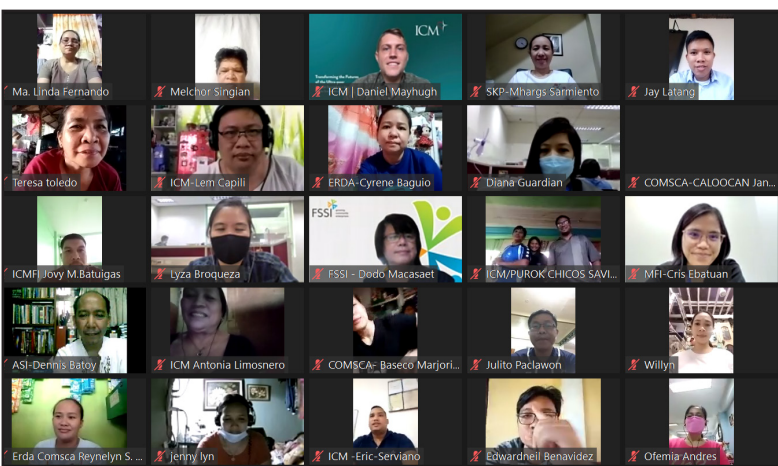 ICM
Transforming the Futures
Ma. Linda Fernando
Melchor Singian
ICM | Daniel Mayhugh
SKP-Mhargs Sarmiento
Jay Latang
Teresa toledo
ICM-Lem Capili
ERDA-Cyrene Baguio
Diana Guardian
COMSCA-CALOOCAN Jan...
FSSI
ICMFI Jovy M.Batuigas
Lyza Broqueza
FSSI - Dodo Macasaet
ICM/PUROK CHICOS SAVI...
MFI-Cris Ebatuan
ASI-Dennis Batoy
ICM Antonia Limosnero
COMSCA- Baseco Marjori...
Julito Paclawon
Willyn
Erda Comsca Reynelyn S. ...
jenny lyn
ICM -Eric-Serviano
Edwardneil Benavidez
Ofemia Andres